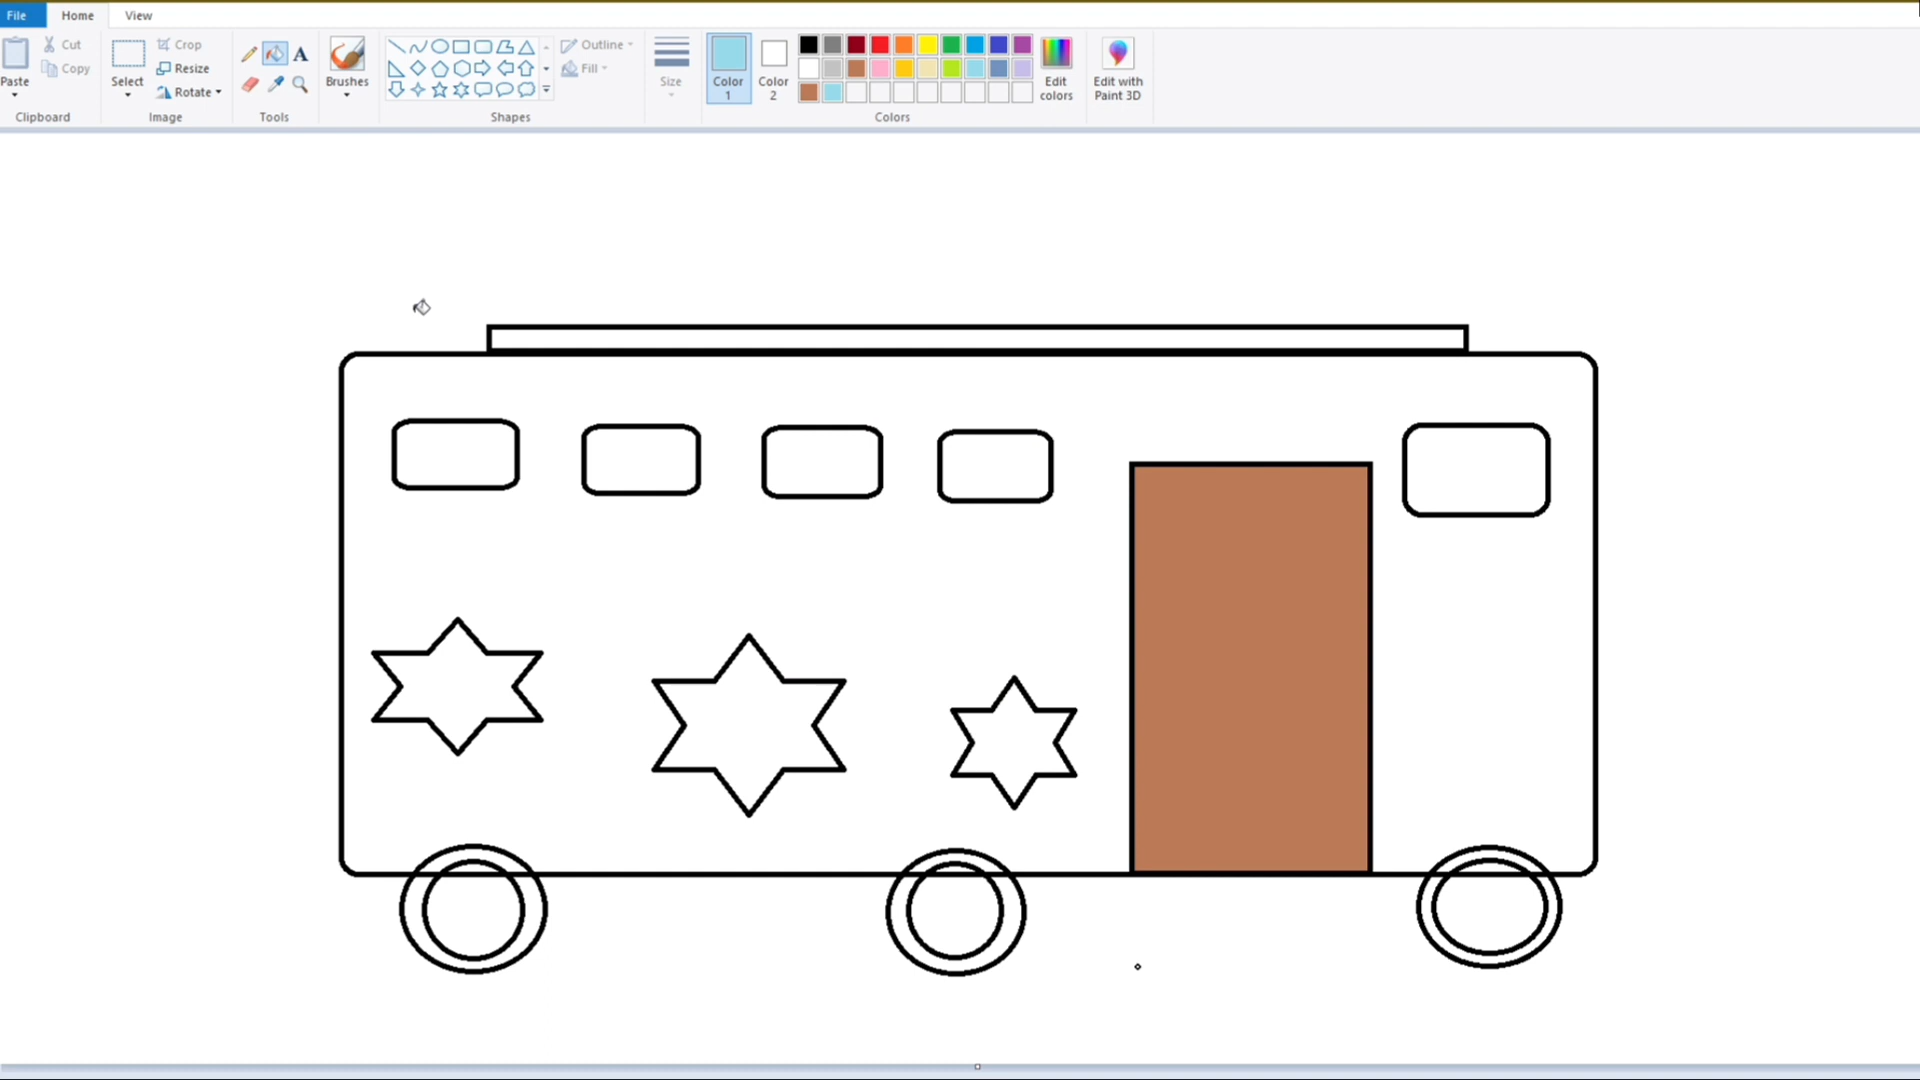 File Home View
Paste
Cut
Copy
Clipboard
Select
Crop
Resize
Rotate
Image
A
Tools
Brushes
Shapes
Outline
Fill
Size
Color
1
Color
2
Edit
colors
Colors
Edit with
Paint 3D